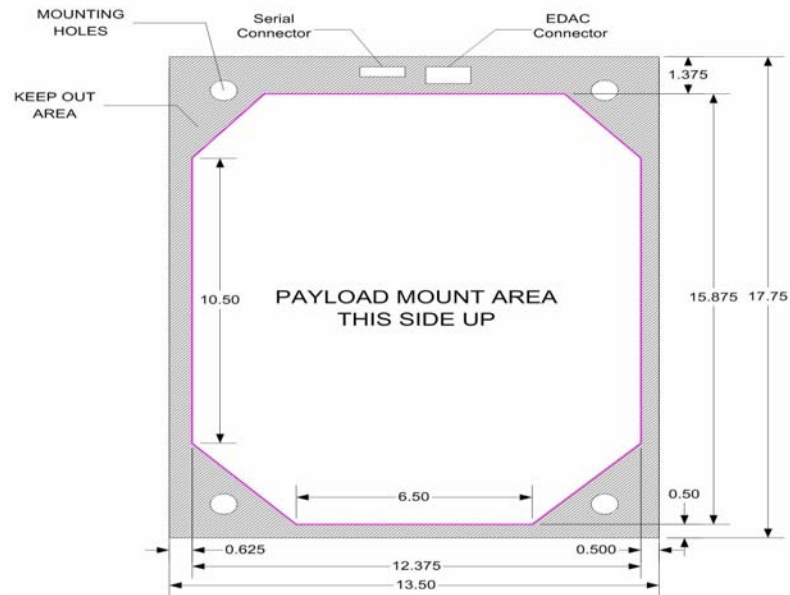 MOUNTING
HOLES
Serial
Connector
EDAC
Connector
KEEP OUT
AREA
1.375
10.50
PAYLOAD MOUNT AREA
THIS SIDE UP
15.875
17.75
6.50
0.50
0.625
0.500
12.375
13.50